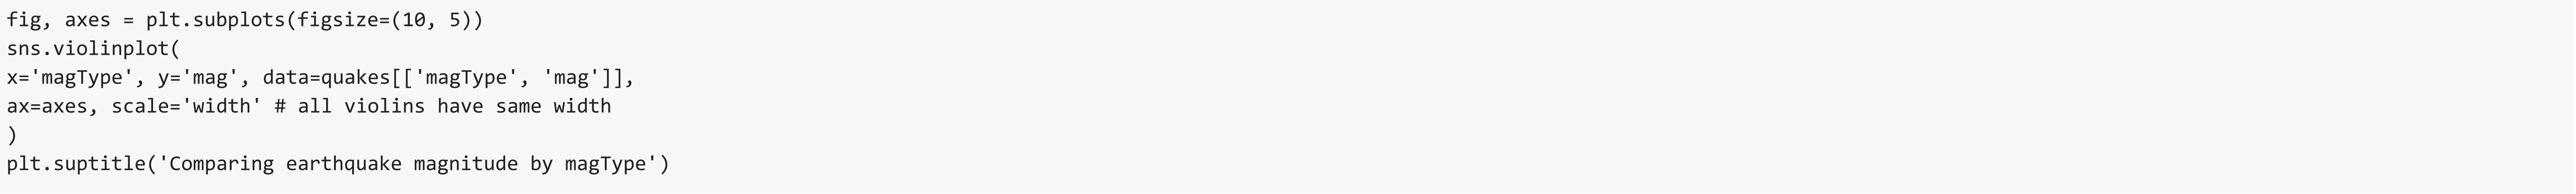 fig, axes = plt.subplots(figsize=(10, 5))
sns.violinplot(
x='magType', y='mag', data=quakes[['magType', 'mag']],
ax=axes, scale='width' # all violins have same width
)
plt.suptitle('Comparing earthquake magnitude by magType')